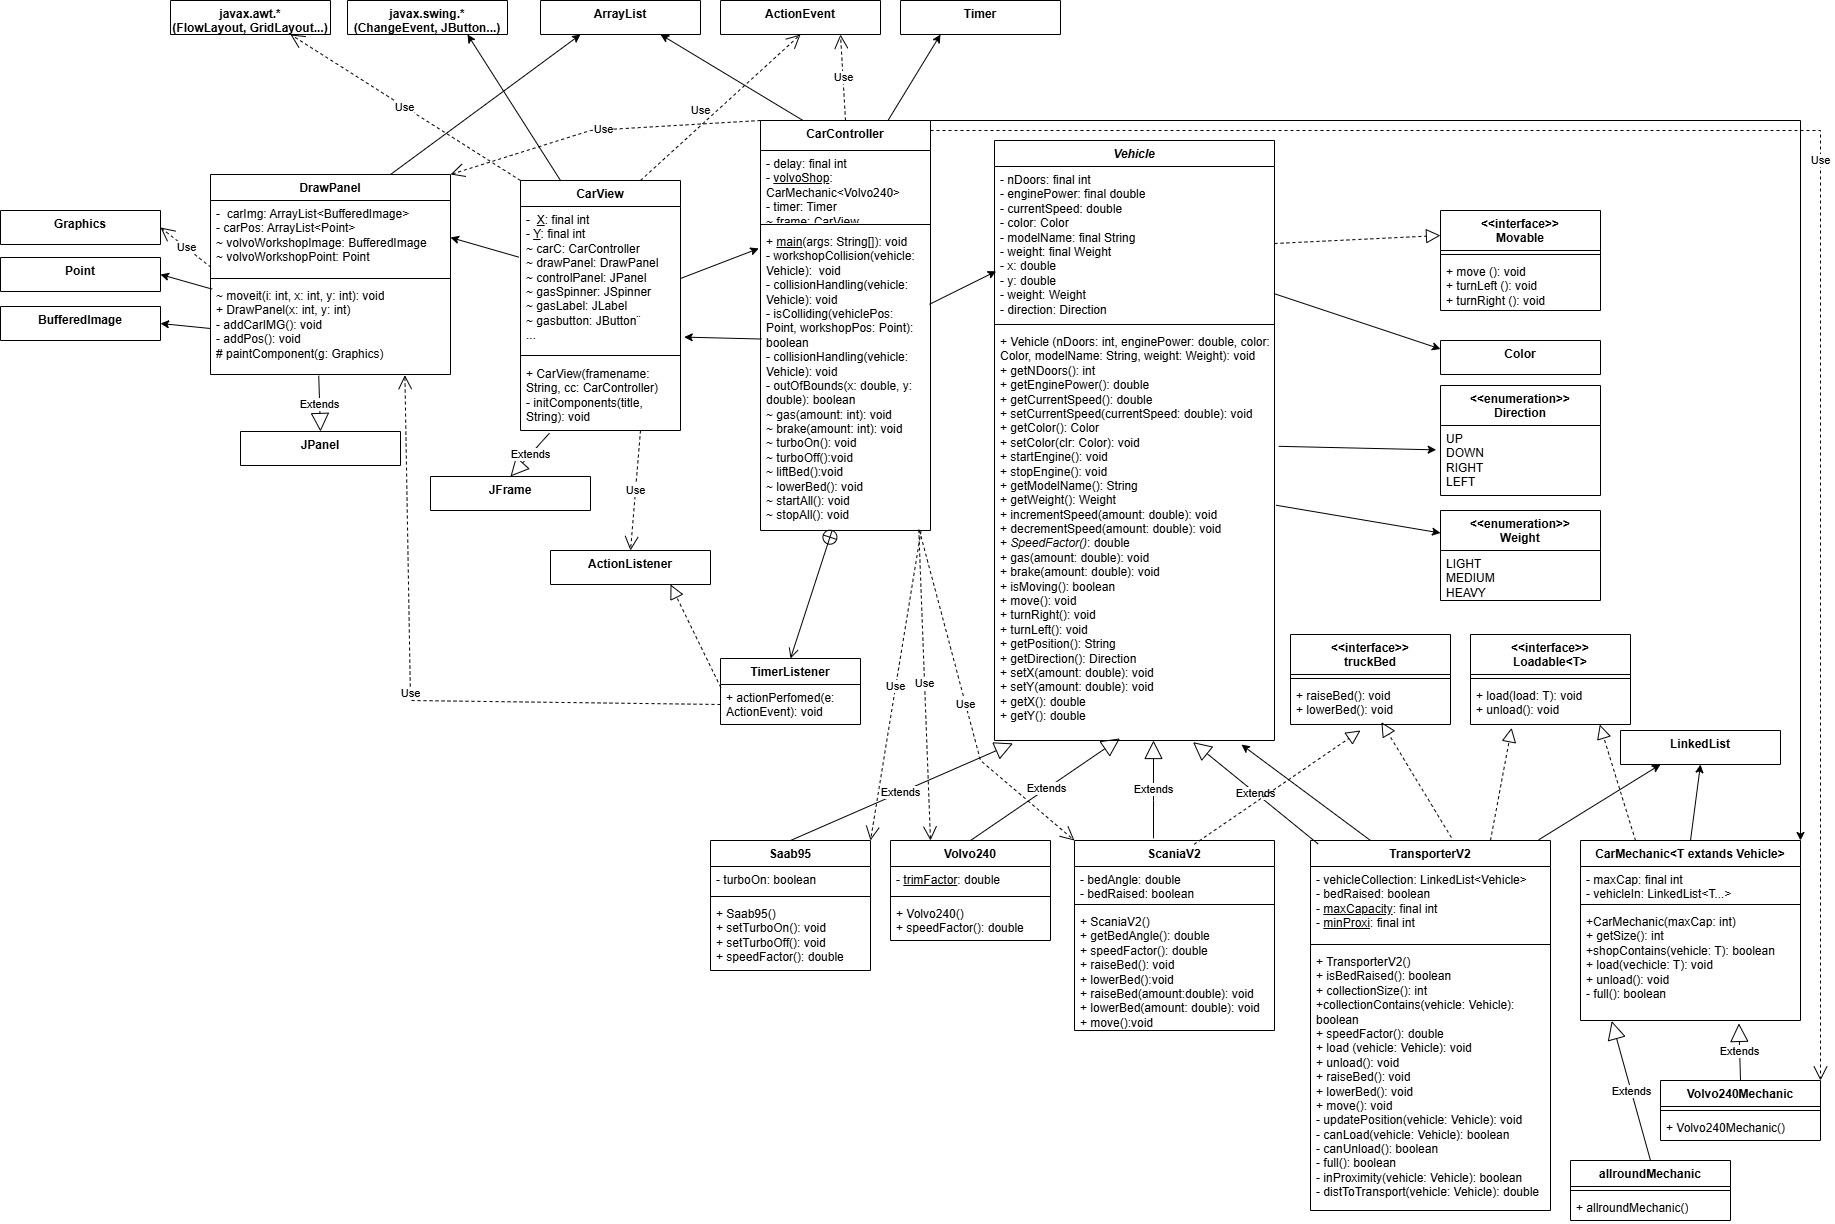 javax.awt.*
(FlowLayout, GridLayout...)
javax.swing.*
(ChangeEvent, JButton...)
ArrayList
ActionEvent
Timer
Use
Use
Use
Use
Use
CarController
- delay: final int
- volvoShop:
CarMechanic<Volvo240>
- timer: Timer
~ frame: CarView
+ main(args: String[]): void
- workshopCollision(vehicle:
Vehicle):  void
- collisionHandling(vehicle:
Vehicle): void
- isColliding(vehiclePos:
Point, workshopPos: Point):
boolean
- collisionHandling(vehicle:
Vehicle): void
- outOfBounds(x: double, y:
double): boolean
~ gas(amount: int): void
~ brake(amount: int): void
~ turboOn(): void
~ turboOff():void
~ liftBed():void
~ lowerBed(): void
~ startAll(): void
~ stopAll(): void
DrawPanel
-  carImg: ArrayList<BufferedImage>
- carPos: ArrayList<Point>
~ volvoWorkshopImage: BufferedImage
~ volvoWorkshopPoint: Point
~ moveit(i: int, x: int, y: int): void
+ DrawPanel(x: int, y: int)
- addCarIMG(): void
- addPos(): void
# paintComponent(g: Graphics)
CarView
-  X: final int
- Y: final int
~ carC: CarController
~ drawPanel: DrawPanel
~ controlPanel: JPanel
~ gasSpinner: JSpinner
~ gasLabel: JLabel
~ gasbutton: JButton¨
...
+ CarView(framename:
String, cc: CarController)
- initComponents(title,
String): void
Graphics
Use
Point
BufferedImage
Extends
JPanel
Extends
JFrame
Use
ActionListener
Use
TimerListener
+ actionPerfomed(e:
ActionEvent): void
Vehicle
- nDoors: final int
- enginePower: final double
- currentSpeed: double
- color: Color
- modelName: final String
- weight: final Weight
- x: double
- y: double
- weight: Weight
- direction: Direction
+ Vehicle (nDoors: int, enginePower: double, color:
Color, modelName: String, weight: Weight): void
+ getNDoors(): int
+ getEnginePower(): double
+ getCurrentSpeed(): double
+ setCurrentSpeed(currentSpeed: double): void
+ getColor(): Color
+ setColor(clr: Color): void
+ startEngine(): void
+ stopEngine(): void
+ getModelName(): String
+ getWeight(): Weight
+ incrementSpeed(amount: double): void
+ decrementSpeed(amount: double): void
+ SpeedFactor(): double
+ gas(amount: double): void
+ brake(amount: double): void
+ isMoving(): boolean
+ move(): void
+ turnRight(): void
+ turnLeft(): void
+ getPosition(): String
+ getDirection(): Direction
+ setX(amount: double): void
+ setY(amount: double): void
+ getX(): double
+ getY(): double
Use
<<interface>>
Movable
+ move (): void
+ turnLeft (): void
+ turnRight (): void
Color
<<enumeration>>
Direction
UP
DOWN
RIGHT
LEFT
<<enumeration>>
Weight
LIGHT
MEDIUM
HEAVY
<<interface>>
truckBed
+ raiseBed(): void
+ lowerBed(): void
<<interface>>
Loadable<T>
+ load(load: T): void
+ unload(): void
LinkedList
Use
Use
Use
Extends
Extends
Extends
Extends
Saab95
- turboOn: boolean
+ Saab95()
+ setTurboOn(): void
+ setTurboOff(): void
+ speedFactor(): double
Volvo240
- trimFactor: double
+ Volvo240()
+ speedFactor(): double
ScaniaV2
- bedAngle: double
- bedRaised: boolean
+ ScaniaV2()
+ getBedAngle(): double
+ speedFactor(): double
+ raiseBed(): void
+ lowerBed():void
+ raiseBed(amount:double): void
+ lowerBed(amount: double): void
+ move():void
TransporterV2
- vehicleCollection: LinkedList<Vehicle>
- bedRaised: boolean
- maxCapacity: final int
- minProxi: final int
+ TransporterV2()
+ isBedRaised(): boolean
+ collectionSize(): int
+collectionContains(vehicle: Vehicle):
boolean
+ speedFactor(): double
+ load (vehicle: Vehicle): void
+ unload(): void
+ raiseBed(): void
+ lowerBed(): void
+ move(): void
- updatePosition(vehicle: Vehicle): void
- canLoad(vehicle: Vehicle): boolean
- canUnload(): boolean
- full(): boolean
- inProximity(vehicle: Vehicle): boolean
- distToTransport(vehicle: Vehicle): double
CarMechanic<T extends Vehicle>
- maxCap: final int
- vehicleIn: LinkedList<T...>
+CarMechanic(maxCap: int)
+ getSize(): int
+shopContains(vehicle: T): boolean
+ load(vechicle: T): void
+ unload(): void
- full(): boolean
Extends
Extends
Volvo240Mechanic
+ Volvo240Mechanic()
allroundMechanic
+ allroundMechanic()